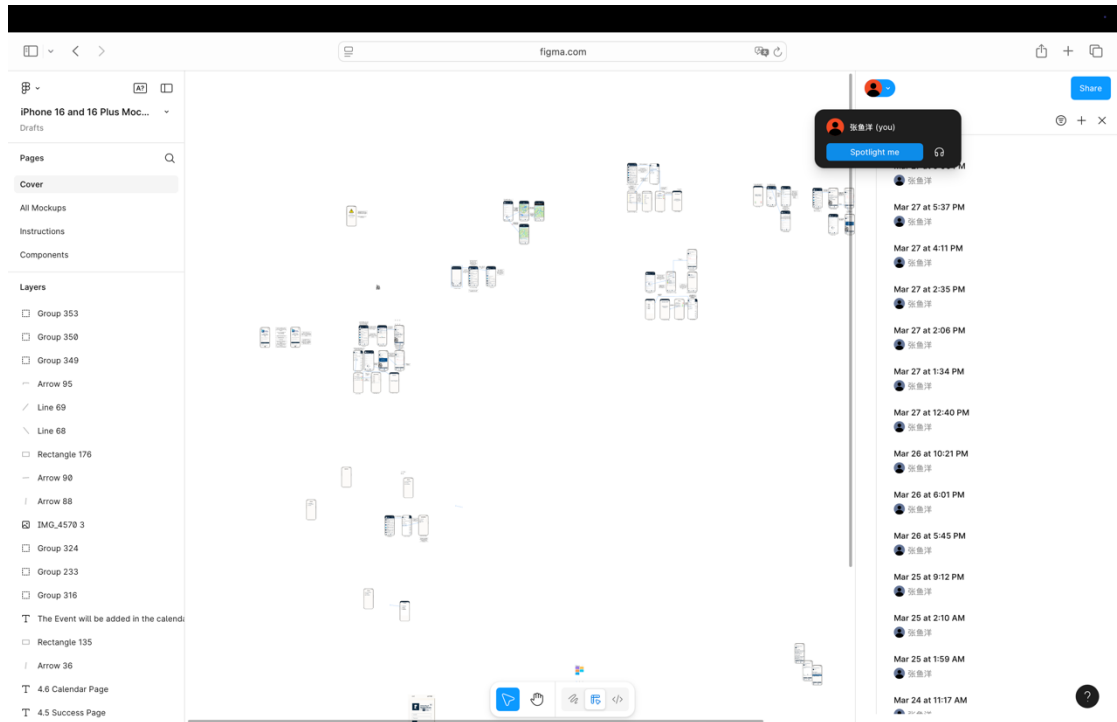 figma.com
A?
iPhone 16 and 16 Plus Moc...
Drafts
Pages
Cover
All Mockups
Instructions
Components
Layers
Group 353
Group 350
Group 349
Arrow 95
Line 69
Line 68
Rectangle 176
Arrow 90
Arrow 88
IMG_4570 3
Group 324
Group 233
Group 316
The Event will be added in the calenda
Rectangle 135
Arrow 36
4.6 Calendar Page
4.5 Success Page
Share
张鱼洋 (you)
Spotlight me
张鱼洋
Mar 27 at 5:37 PM
张鱼洋
Mar 27 at 4:11 PM
张鱼洋
Mar 27 at 2:35 PM
张鱼洋
Mar 27 at 2:06 PM
张鱼洋
Mar 27 at 1:34 PM
张鱼洋
Mar 27 at 12:40 PM
张鱼洋
Mar 26 at 10:21 PM
张鱼洋
Mar 26 at 6:01 PM
张鱼洋
Mar 26 at 5:45 PM
张鱼洋
Mar 25 at 9:12 PM
张鱼洋
Mar 25 at 2:10 AM
张鱼洋
Mar 25 at 1:59 AM
张鱼洋
Mar 24 at 11:17 AM
张鱼洋
?